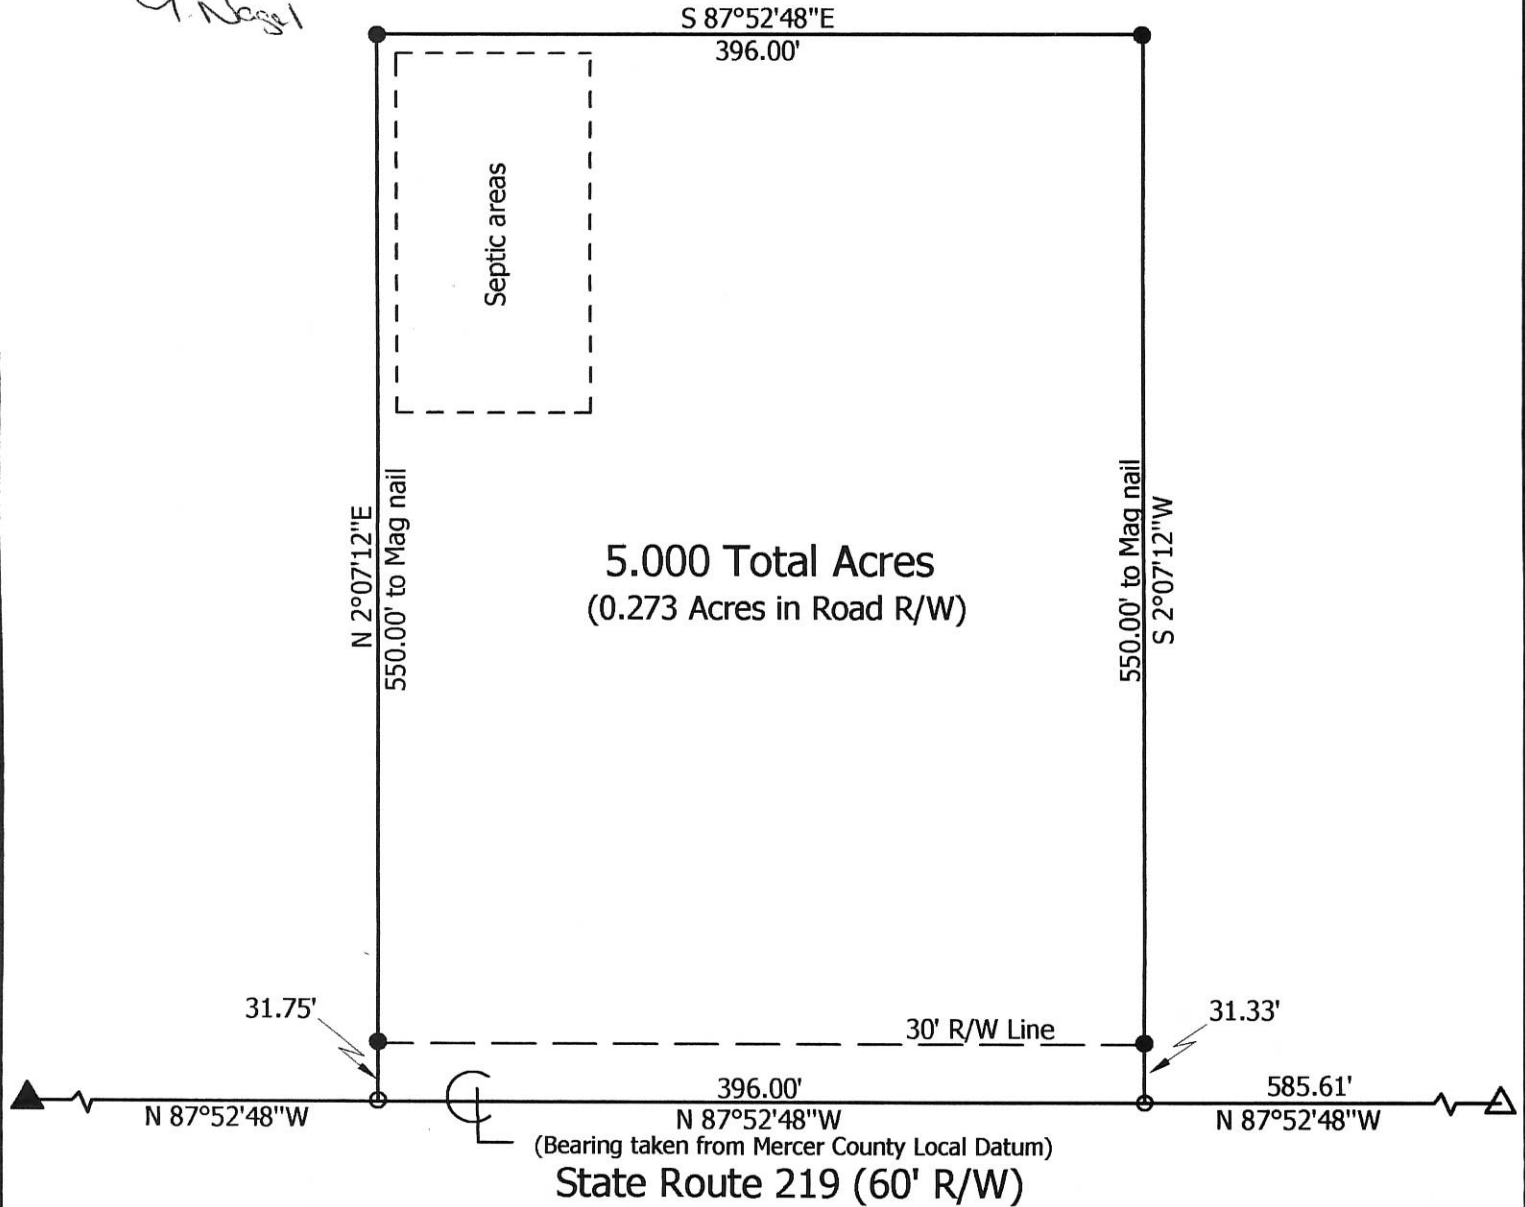 Nagel
S 87°52'48"E
396.00'
Septic areas
N 2°07'12"E
550.00' to Mag nail
550.00' to Mag nail
S 2°07'12"W
5.000 Total Acres
(0.273 Acres in Road R/W)
31.75'
31.33'
30' R/W Line
396.00'
585.61'
N 87°52'48"W
N 87°52'48"W
N 87°52'48"W
(Bearing taken from Mercer County Local Datum)
State Route 219 (60' R/W)